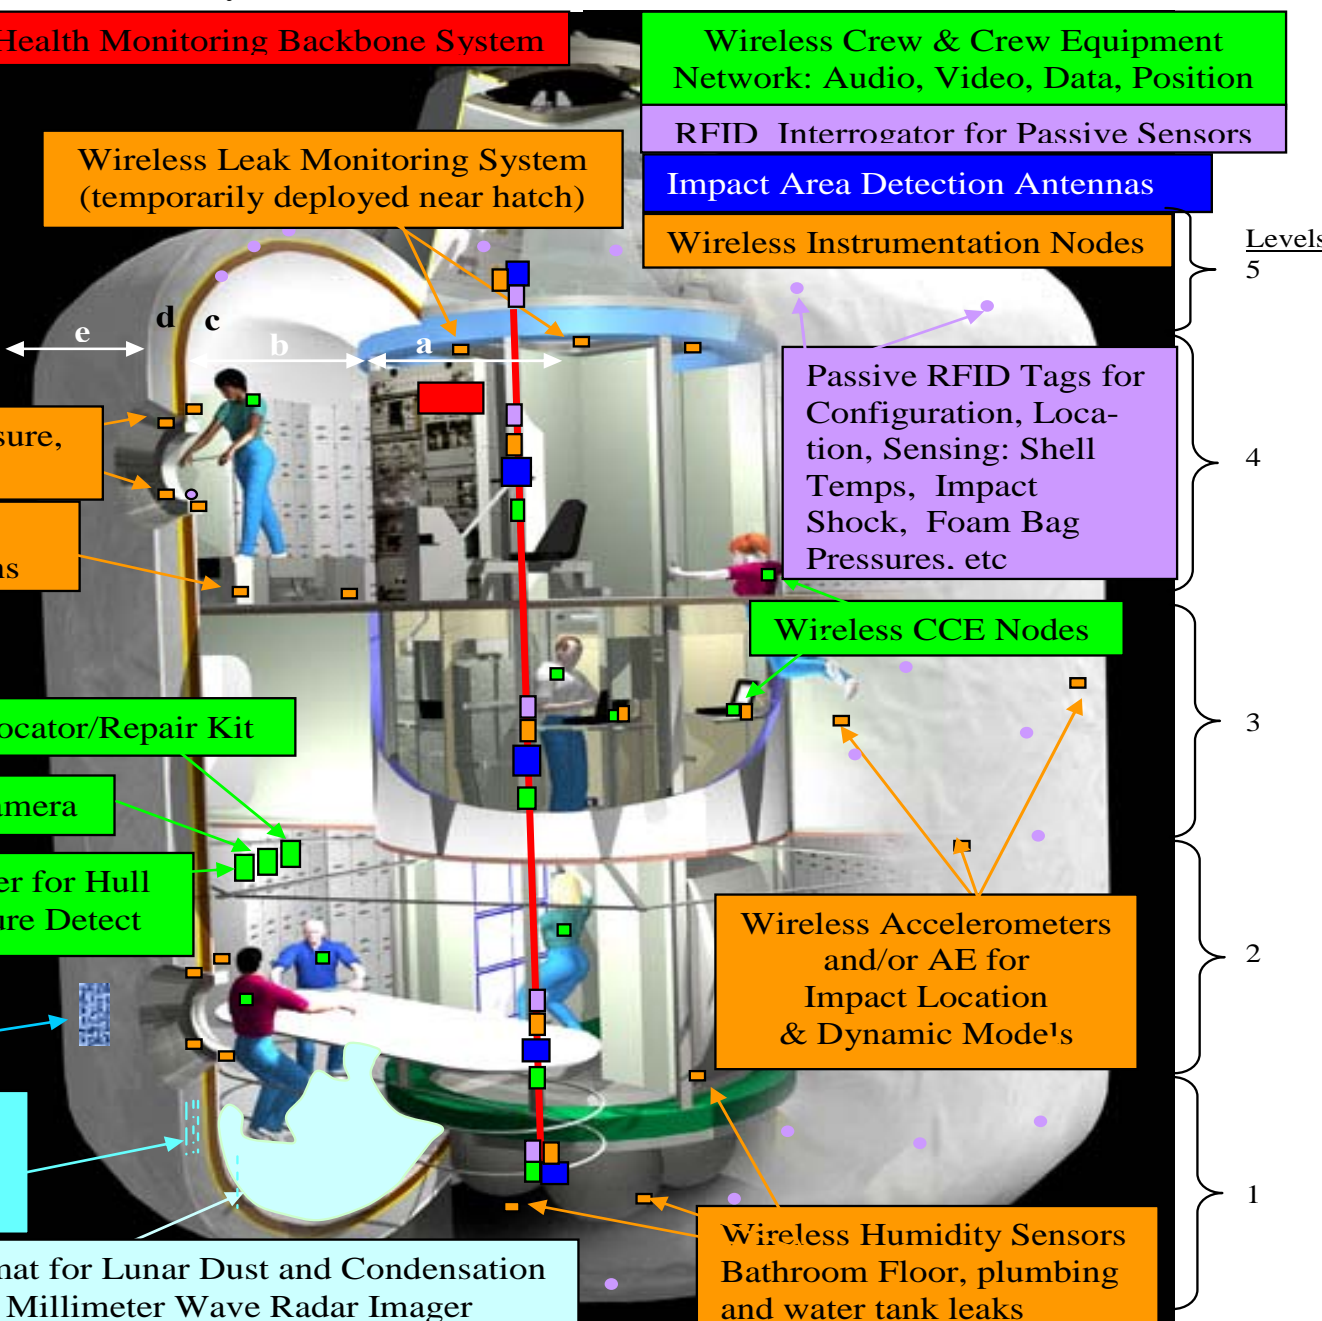 Health Monitoring Backbone System
Wireless Crew & Crew Equipment
Network: Audio, Video, Data, Position
RFID Interrogator for Passive Sensors
Impact Area Detection Antennas
Wireless Instrumentation Nodes
Wireless Leak Monitoring System
(temporarily deployed near hatch)
Levels
5
4
3
2
1
e
d
c
b
a
Passive RFID Tags for
Configuration, Loca-
tion, Sensing: Shell
Temps, Impact
Shock, Foam Bag
Pressures, etc
sure,
ns
Wireless CCE Nodes
ocator/Repair Kit
amera
er for Hull
ure Detect
Wireless Accelerometers
and/or AE for
Impact Location
& Dynamic Models
Wireless Humidity Sensors
Bathroom Floor, plumbing
and water tank leaks
mat for Lunar Dust and Condensation
Millimeter Wave Radar Imager